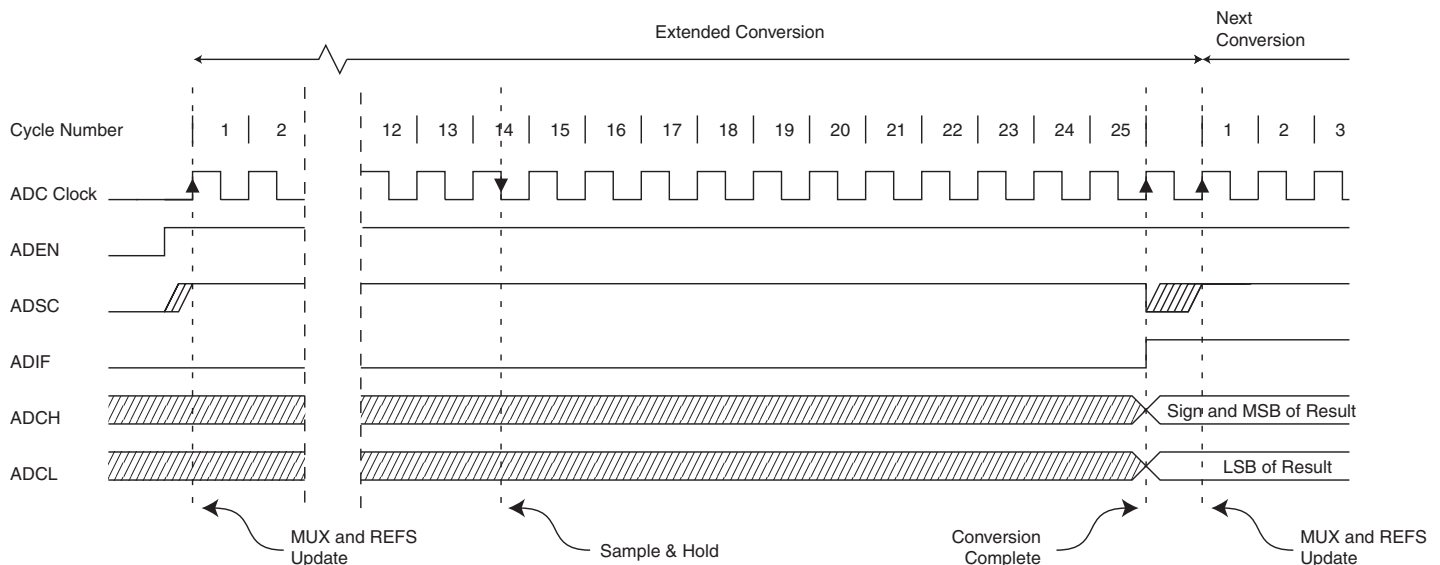 Extended Conversion
Next
Conversion
Cycle Number 1 2 12 13 14 15 16 17 18 19 20 21 22 23 24 25 1 2 3
ADC Clock
ADEN
ADSC
ADIF
ADCH
Sign and MSB of Result
ADCL
LSB of Result
MUX and REFS
Update
Sample & Hold
Conversion
Complete
MUX and REFS
Update